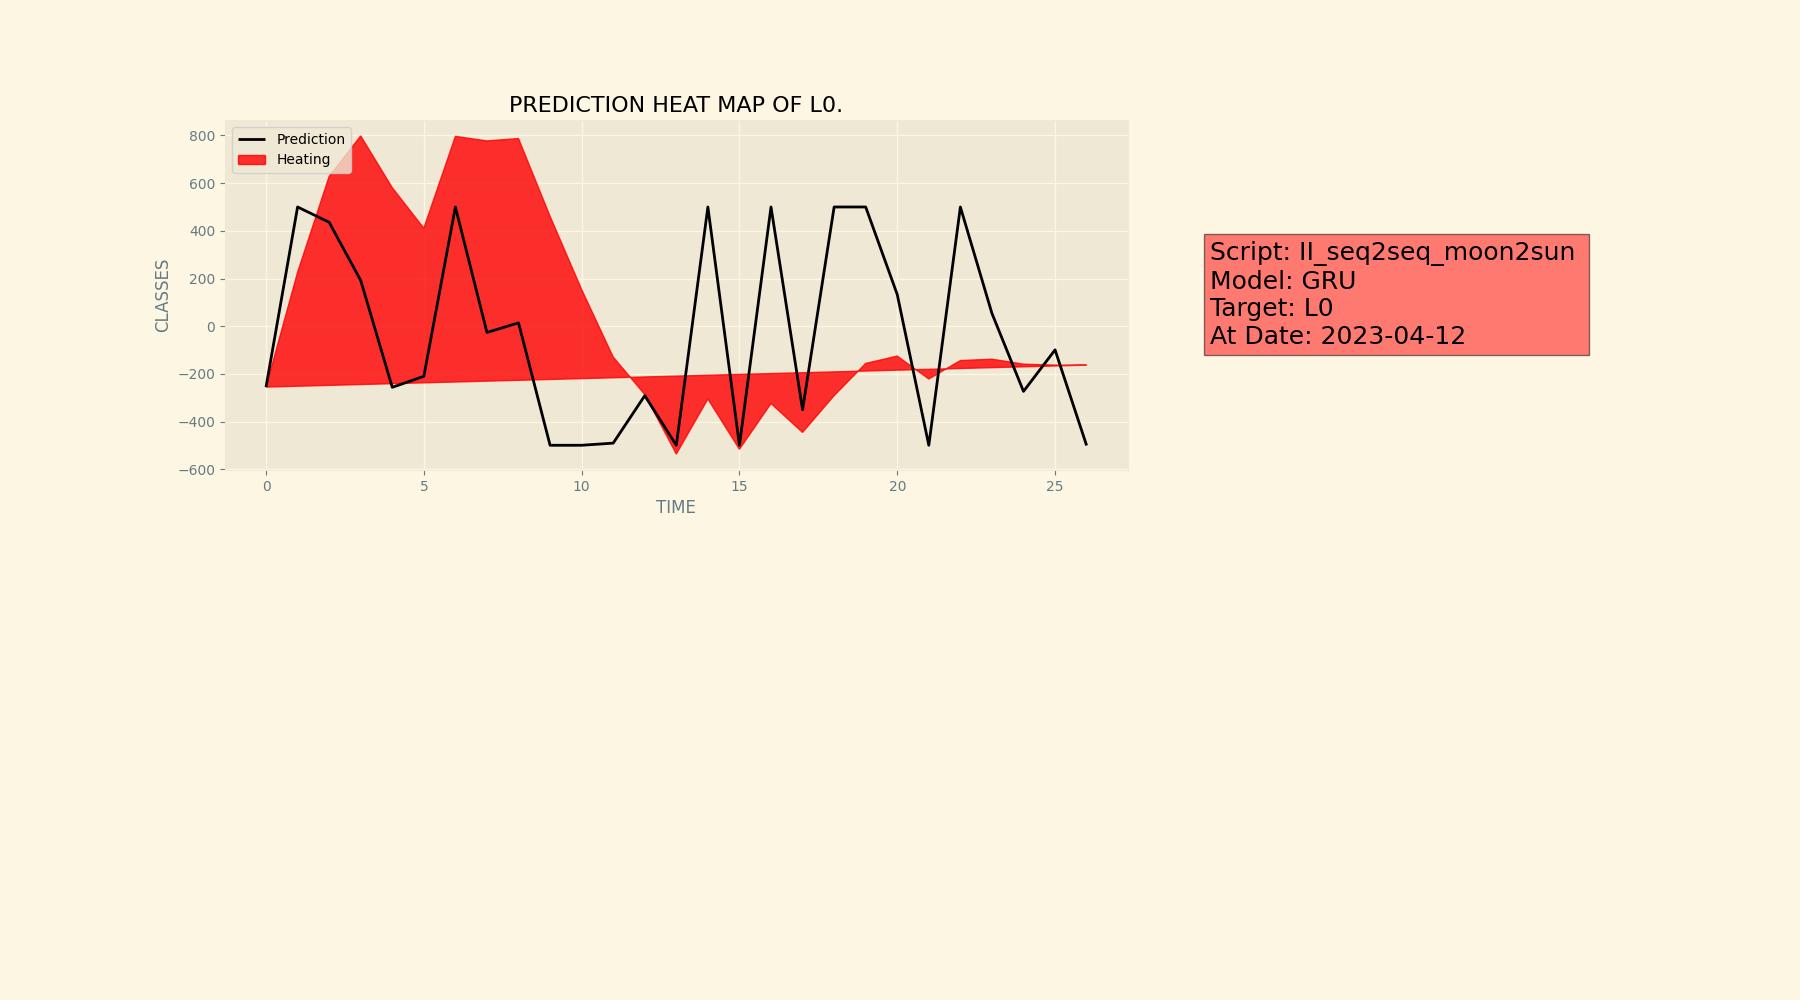 PREDICTION HEAT MAP OF L0.
Prediction
Heating
800
600
400
200
0
−200
−400
−600
CLASSES
0 5 10 15 20 25
TIME
Script: II_seq2seq_moon2sun
Model: GRU
Target: L0
At Date: 2023-04-12